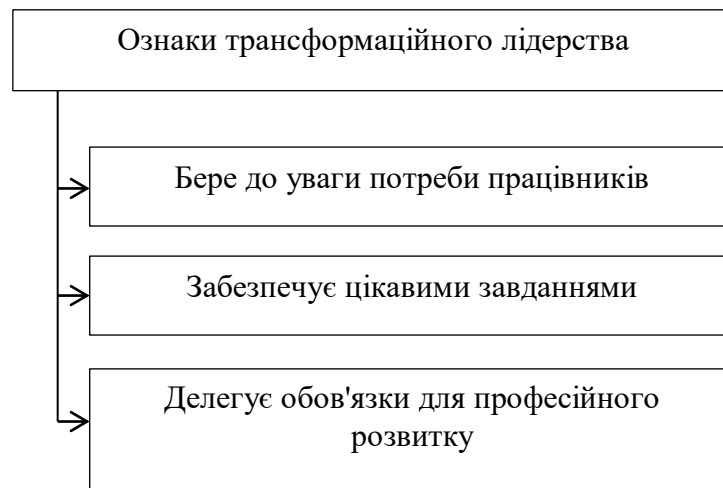 Ознаки трансформаційного лідерства
Бере до уваги потреби працівників
Забезпечує цікавими завданнями
Делегує обов'язки для професійного
розвитку